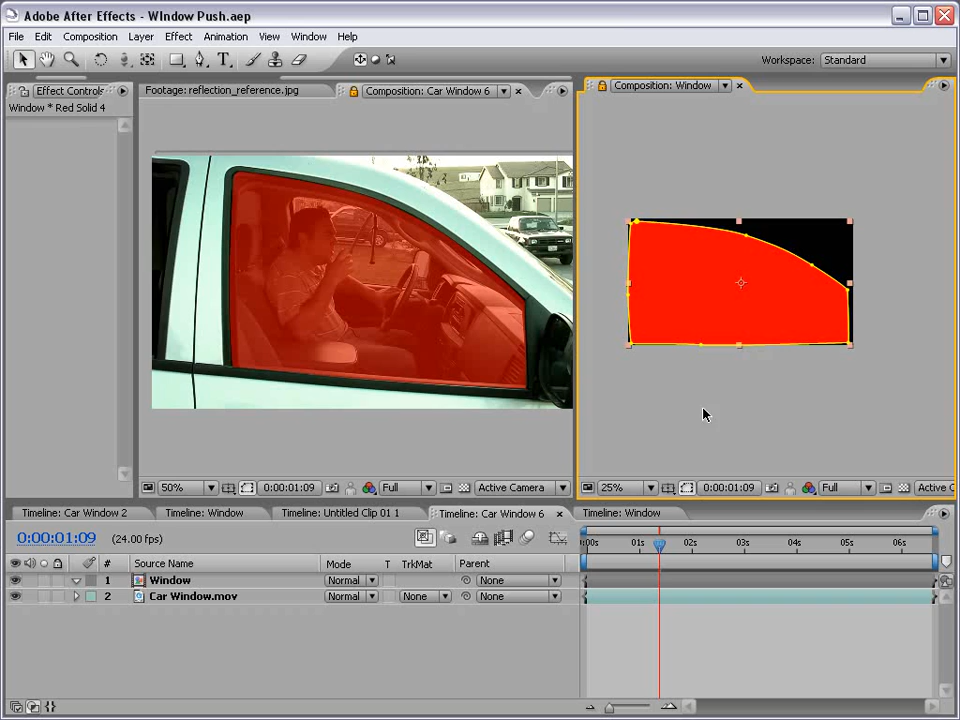 Adobe After Effects - WIndow Push.aep
File Edit Composition Layer Effect Animation View Window Help
T Workspace: Standard
Effect Controls Footage: reflection_reference.jpg Composition: Car Window 6 Composition: Window
Window * Red Solid 4
50% 0:00:01:09 Full Active Camera 25% 0:00:01:09 Full Active C
Timeline: Car Window 2 Timeline: Window Timeline: Untitled Clip 01 1 Timeline: Car Window 6 Timeline: Window
0:00:01:09 (24.00 fps) 0:00s 01s 02s 03s 04s 05s 06s
# Source Name Mode T TrkMat Parent
1 Window Normal None
2 Car Window.mov Normal None None